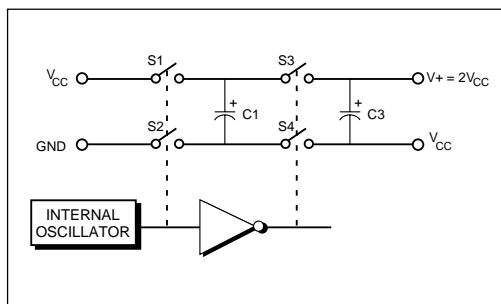 S1 S3
VCC V+ = 2VCC
C1 C3
S2 S4
GND VCC
INTERNAL
OSCILLATOR
+ +